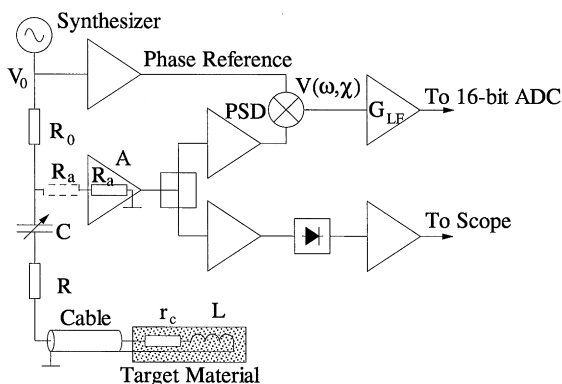 Synthesizer
Phase Reference
V0
V(ω,χ)
PSD
GLF
To 16-bit ADC
R0
Ra
Ra
A
C
To Scope
R
Cable
rc
L
Target Material